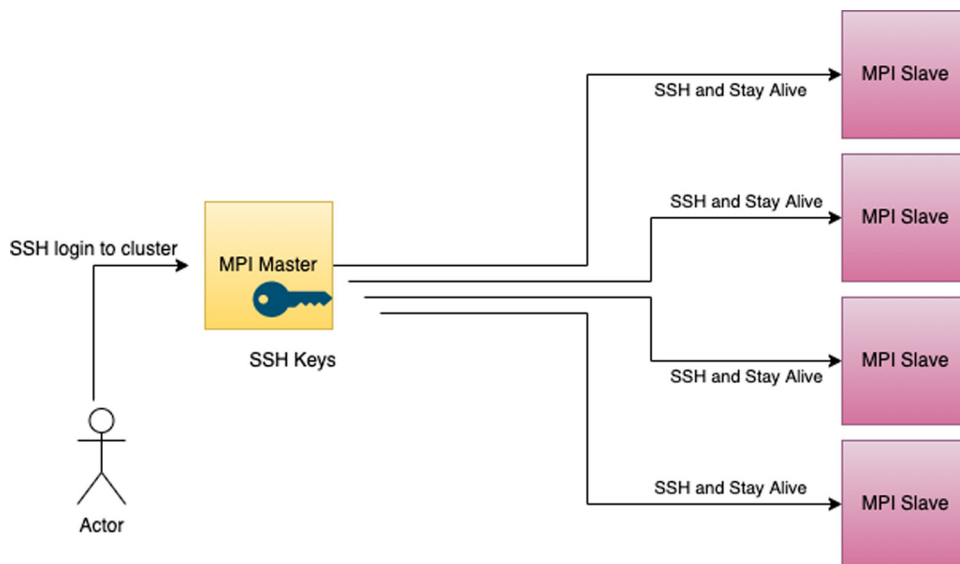 SSH and Stay Alive
MPI Slave
SSH and Stay Alive
MPI Slave
SSH login to cluster
MPI Master
SSH Keys
SSH and Stay Alive
MPI Slave
SSH and Stay Alive
MPI Slave
Actor